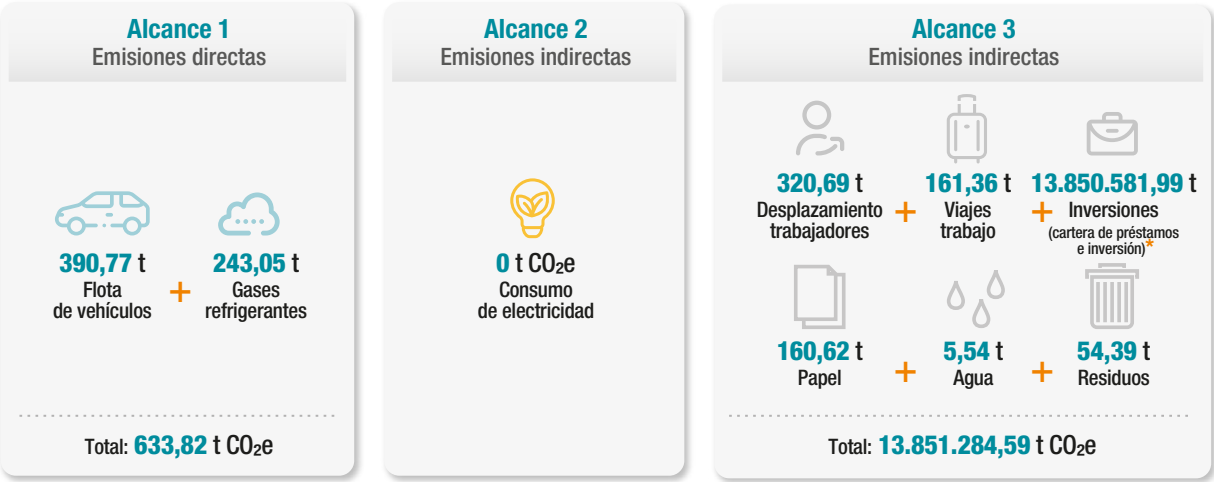 Alcance 1
Emisiones directas
390,77 t
Flota
de vehículos
+
243,05 t
Gases
refrigerantes
Total: 633,82 t CO₂e
Alcance 2
Emisiones indirectas
0 t CO₂e
Consumo
de electricidad
Alcance 3
Emisiones indirectas
320,69 t
Desplazamiento
trabajadores
+
161,36 t
Viajes
trabajo
+
13.850.581,99 t
Inversiones
(cartera de préstamos
e inversión)*
160,62 t
Papel
+
5,54 t
Agua
+
54,39 t
Residuos
Total: 13.851.284,59 t CO₂e